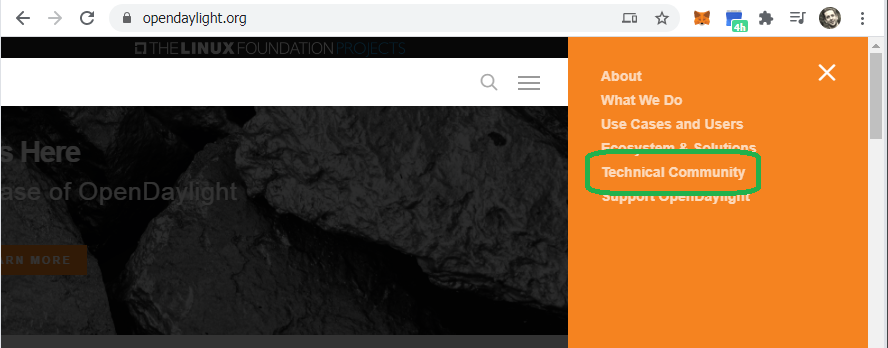 opendaylight.org
4h
THE LINUX FOUNDATION PROJECTS
About
What We Do
Use Cases and Users
Ecosystem & Solutions
Technical Community
Support OpenDaylight
s Here
ase of OpenDaylight
ARN MORE